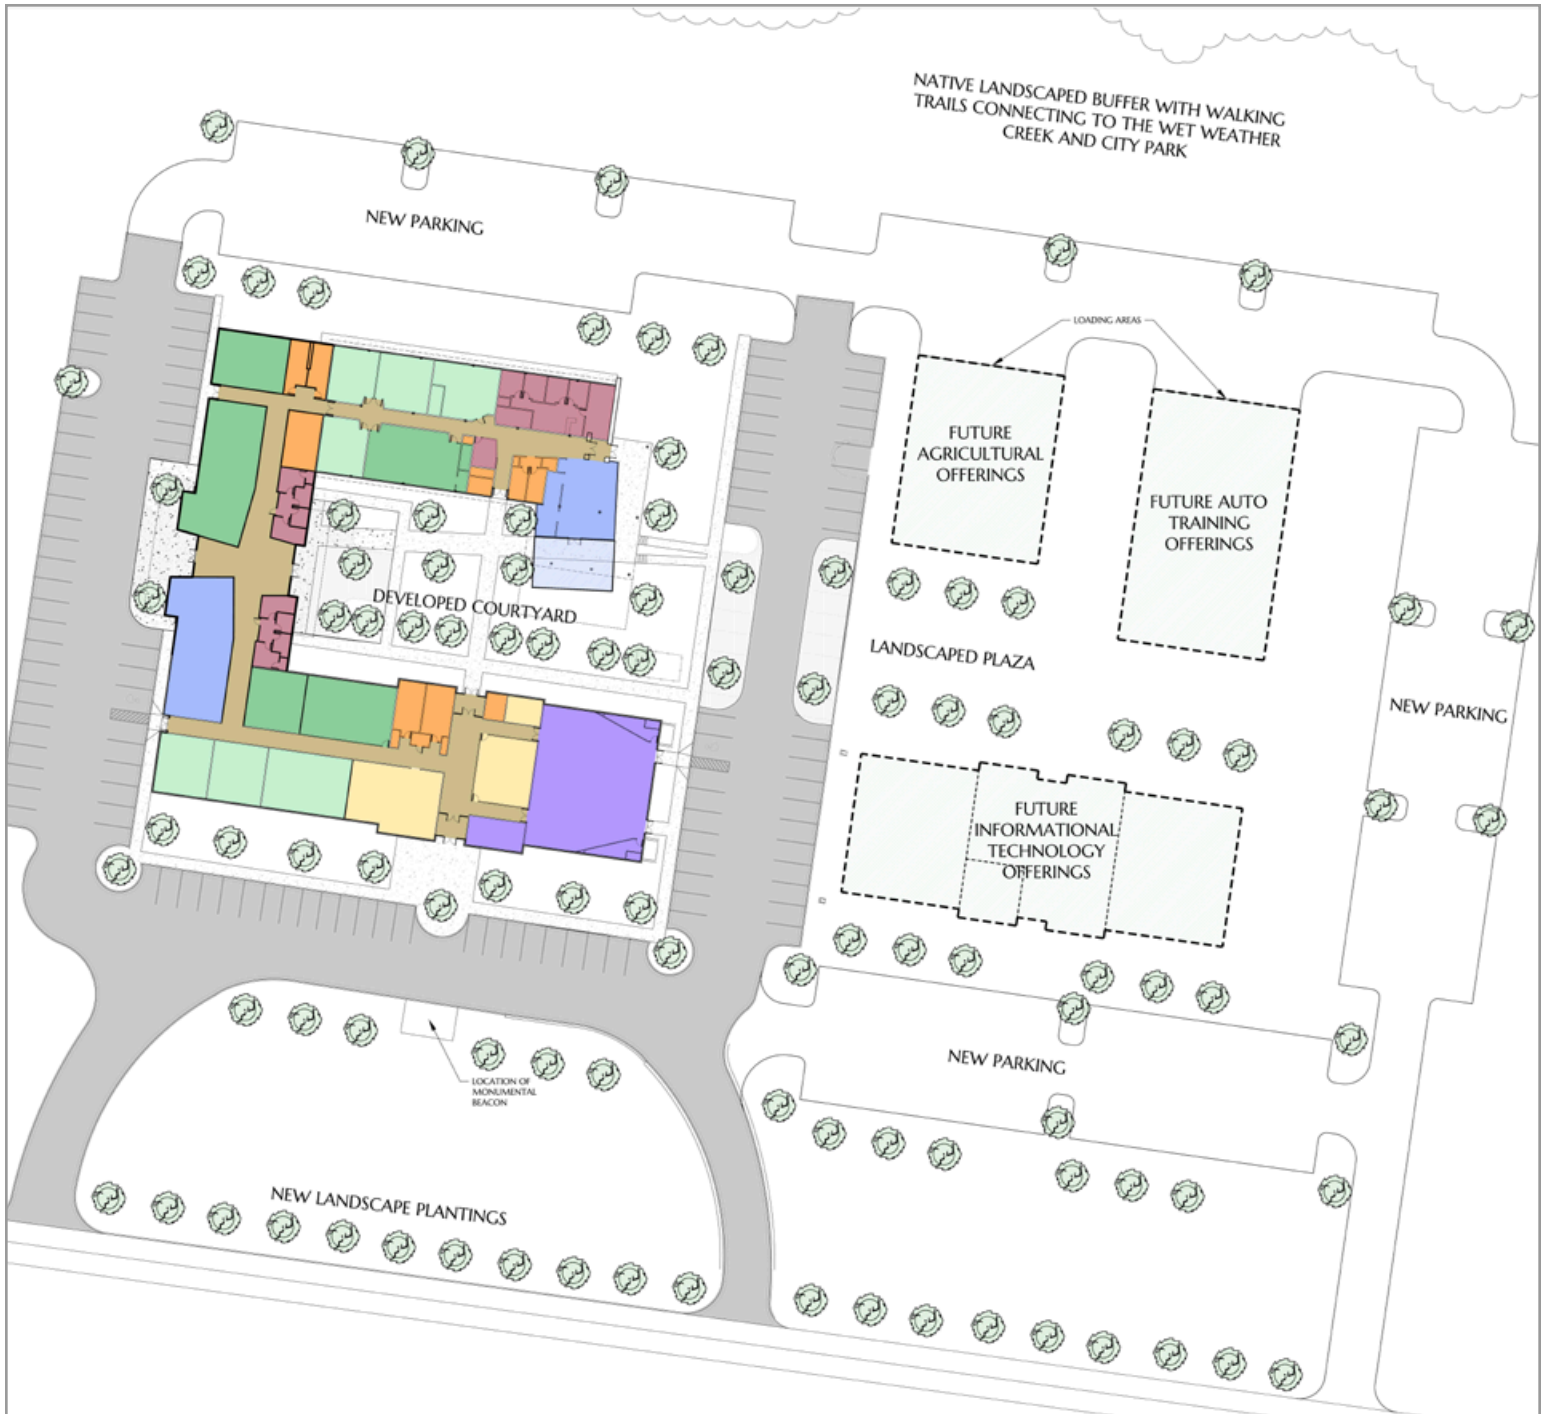 NATIVE LANDSCAPED BUFFER WITH WALKING
TRAILS CONNECTING TO THE WET WEATHER
CREEK AND CITY PARK
NEW PARKING
LOADING AREAS
FUTURE
AGRICULTURAL
OFFERINGS
FUTURE AUTO
TRAINING
OFFERINGS
DEVELOPED COURTYARD
LANDSCAPED PLAZA
NEW PARKING
FUTURE
INFORMATIONAL
TECHNOLOGY
OFFERINGS
NEW PARKING
LOCATION OF
MONUMENTAL
BEACON
NEW LANDSCAPE PLANTINGS